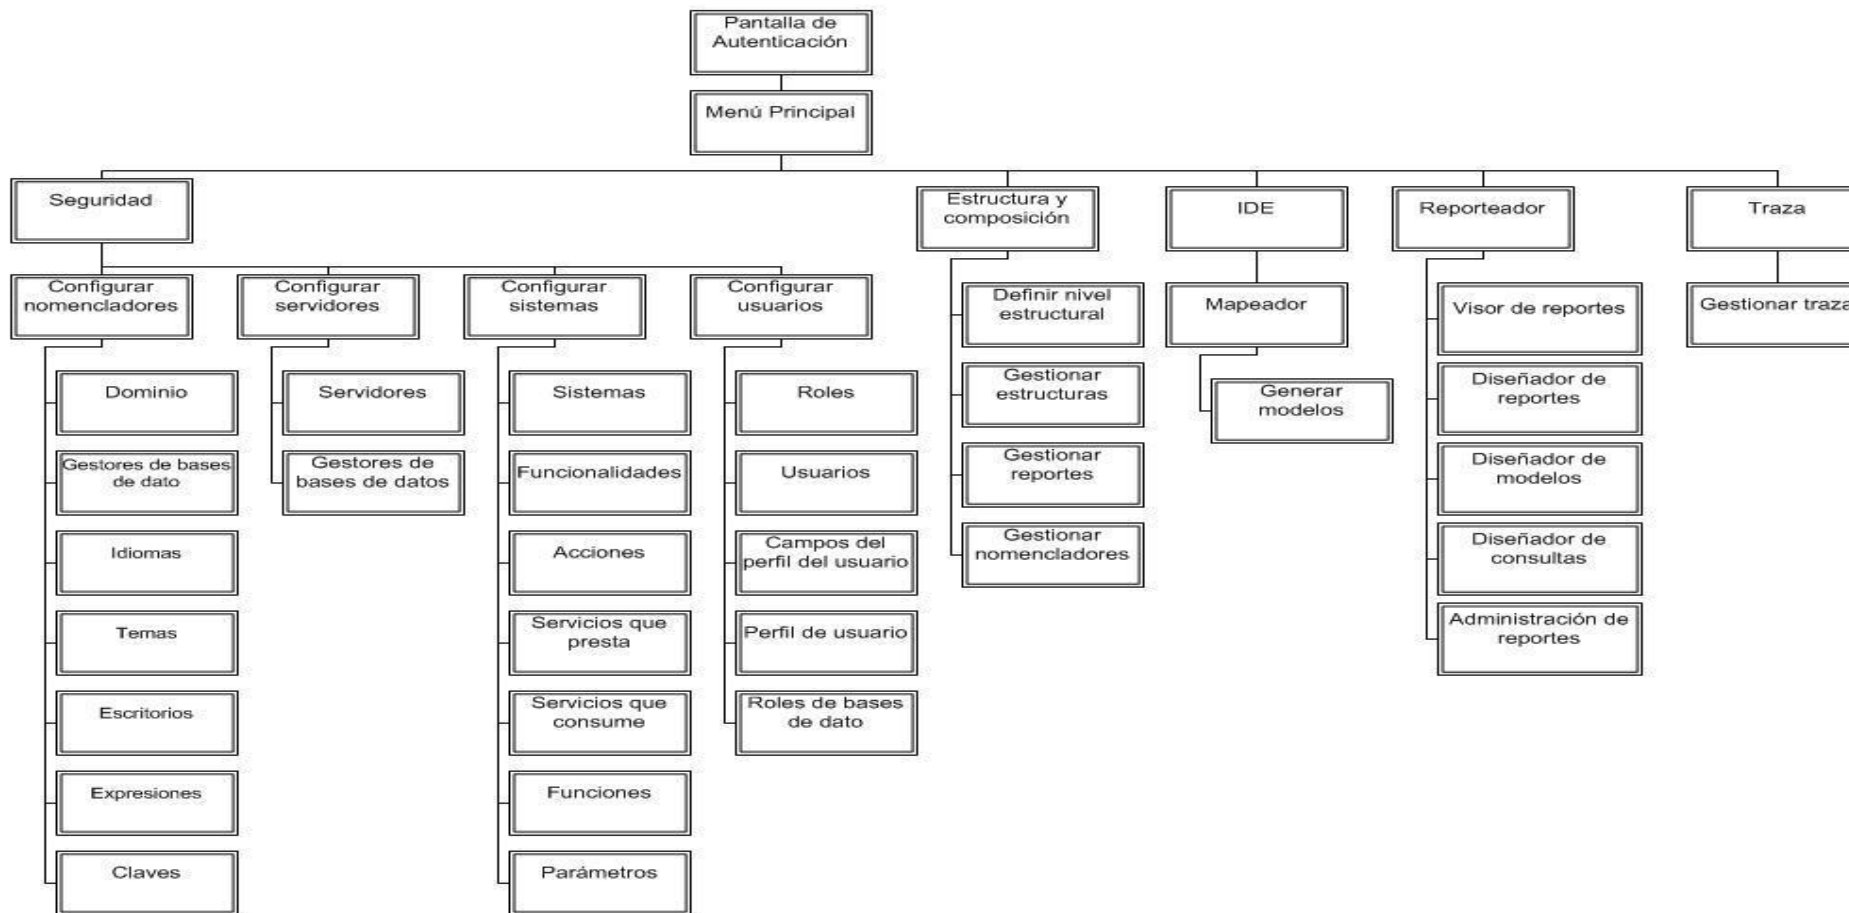 Pantalla de
Autenticación
Menú Principal
Seguridad
Estructura y
composición
IDE
Reporteador
Traza
Configurar
nomencladores
Configurar
servidores
Configurar
sistemas
Configurar
usuarios
Definir nivel
estructural
Mapeador
Visor de reportes
Gestionar traza
Dominio
Servidores
Sistemas
Roles
Gestionar
estructuras
Generar
modelos
Diseñador de
reportes
Gestores de bases
de dato
Gestores de
bases de datos
Funcionalidades
Usuarios
Gestionar
reportes
Diseñador de
modelos
Idiomas
Acciones
Campos del
perfil del usuario
Gestionar
nomencladores
Diseñador de
consultas
Temas
Servicios que
presta
Perfil de usuario
Administración de
reportes
Escritorios
Servicios que
consume
Roles de bases
de dato
Expresiones
Funciones
Claves
Parámetros